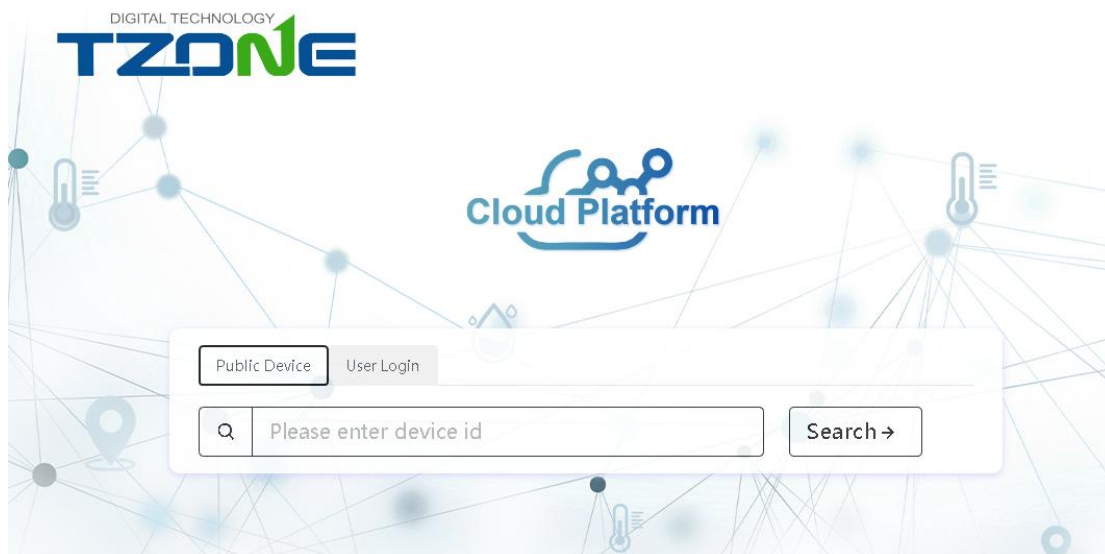 DIGITAL TECHNOLOGY
TZONE
Cloud Platform
Public Device
User Login
Please enter device id
Search →